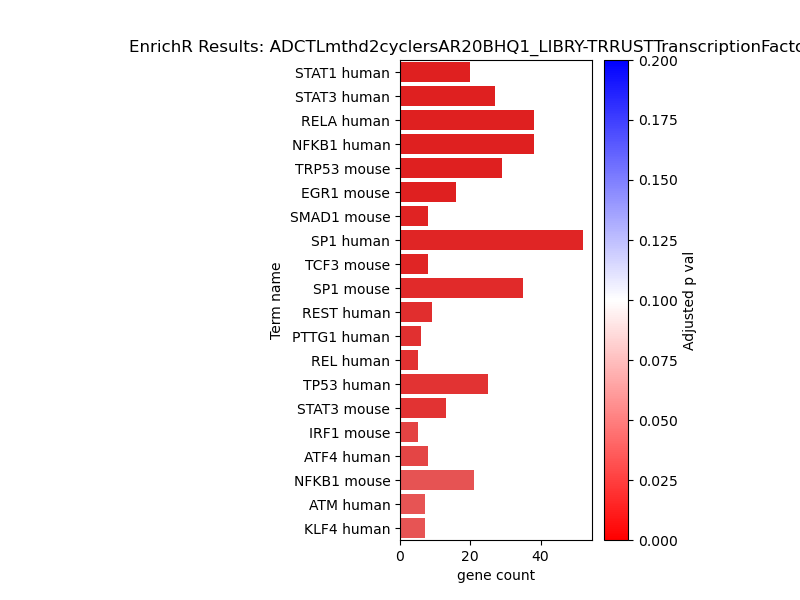 EnrichR Results: ADCTLmthd2cyclersAR20BHQ1_LIBRY-TRRUSTTranscriptionFacto
STAT1 human
STAT3 human
RELA human
NFKB1 human
TRP53 mouse
EGR1 mouse
SMAD1 mouse
SP1 human
TCF3 mouse
SP1 mouse
REST human
PTTG1 human
REL human
TP53 human
STAT3 mouse
IRF1 mouse
ATF4 human
NFKB1 mouse
ATM human
KLF4 human
Term name
0 20 40
gene count
0.200
0.175
0.150
0.125
0.100
0.075
0.050
0.025
0.000
Adjusted p val